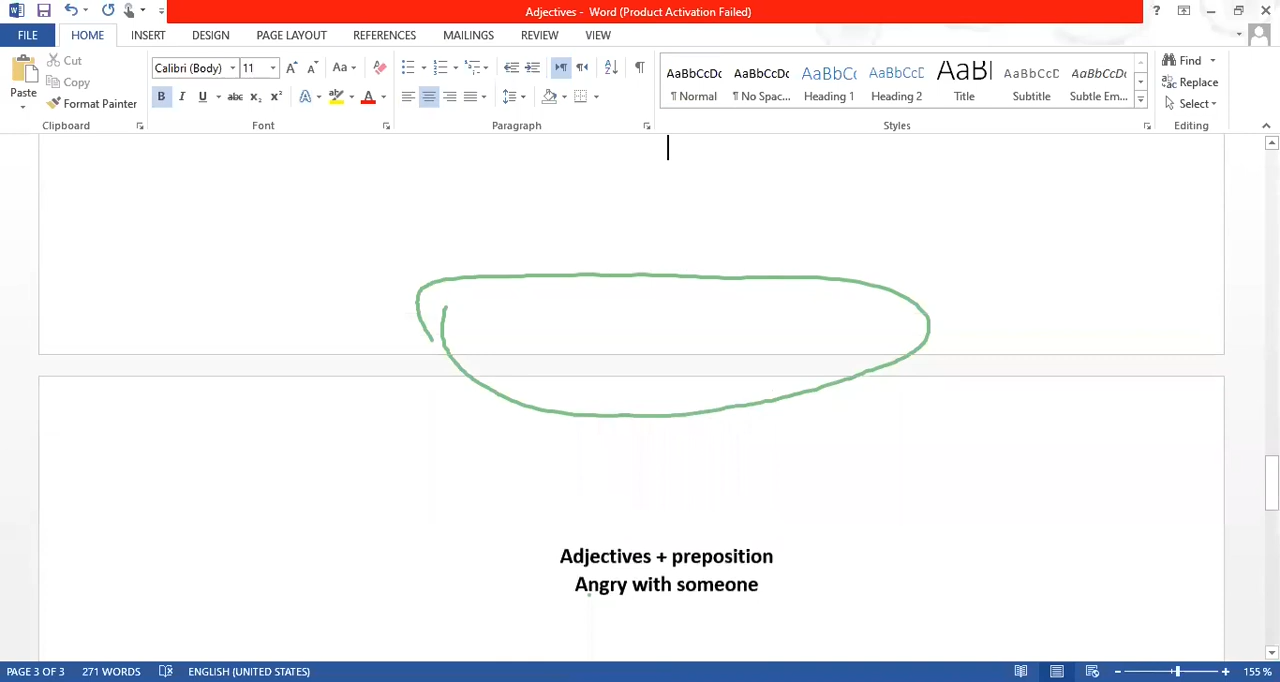 Adjectives - Word (Product Activation Failed)
FILE HOME INSERT DESIGN PAGE LAYOUT REFERENCES MAILINGS REVIEW VIEW
Paste
Cut
Copy
Format Painter
Clipboard
Calibri (Body) 11
Font
Paragraph
AaBbCcDc AaBbCcDc AaBbCc AaBbCcD AaBl AaBbCcD AaBbCcDc
¶ Normal ¶ No Spac... Heading 1 Heading 2 Title Subtitle Subtle Em...
Styles
Find
Replace
Select
Editing
Adjectives + preposition
Angry with someone
PAGE 3 OF 3 271 WORDS ENGLISH (UNITED STATES) 155 %